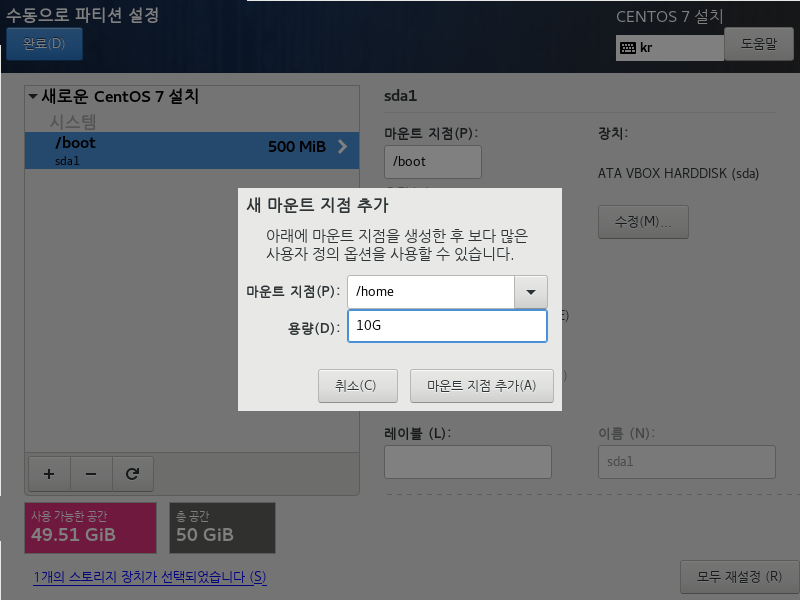 수동으로 파티션 설정
CENTOS 7 설치
완료(D)
kr
도움말
새로운 CentOS 7 설치
시스템
/boot
500 MiB
sda1
sda1
마운트 지점(P):
장치:
/boot
ATA VBOX HARDDISK (sda)
수정(M)...
새 마운트 지점 추가
아래에 마운트 지점을 생성한 후 보다 많은
사용자 정의 옵션을 사용할 수 있습니다.
마운트 지점(P):
/home
용량(D):
10G
취소(C)
마운트 지점 추가(A)
레이블 (L):
이름 (N):
sda1
사용 가능한 공간
49.51 GiB
총 공간
50 GiB
1개의 스토리지 장치가 선택되었습니다 (S)
모두 재설정 (R)